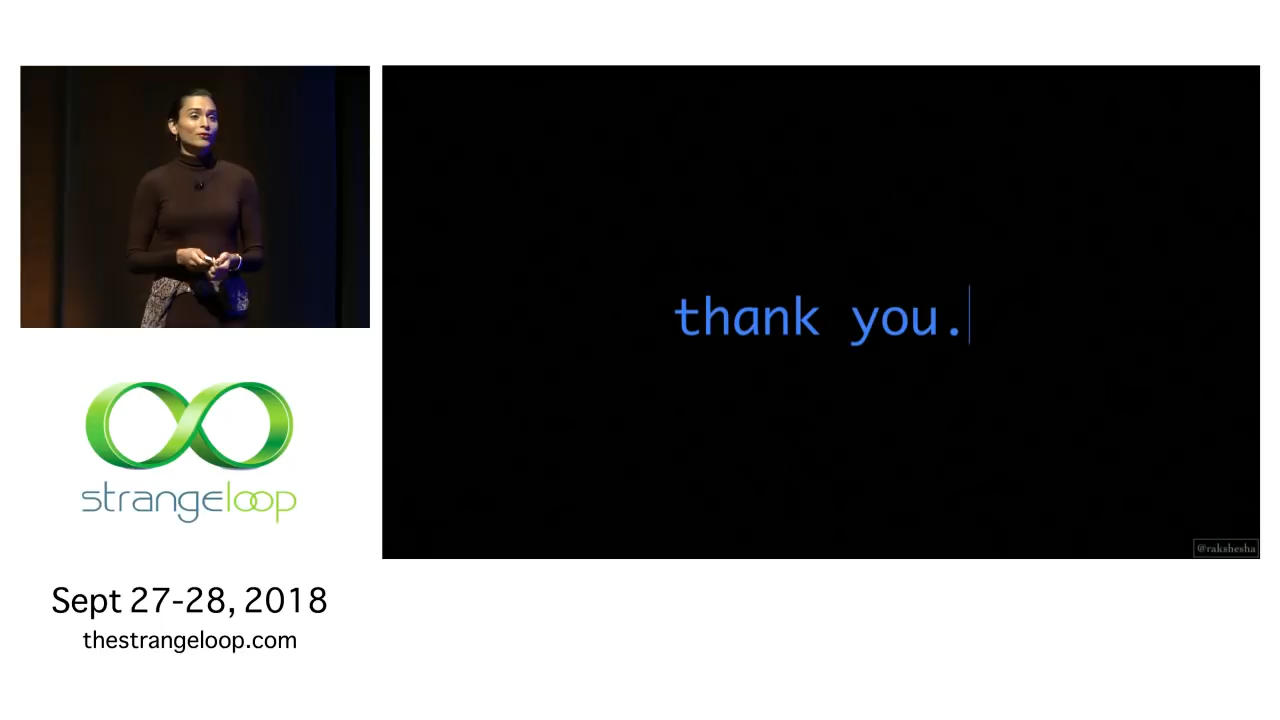 thank you.
@rakshesha
strangeloop
Sept 27-28, 2018
thestrangeloop.com